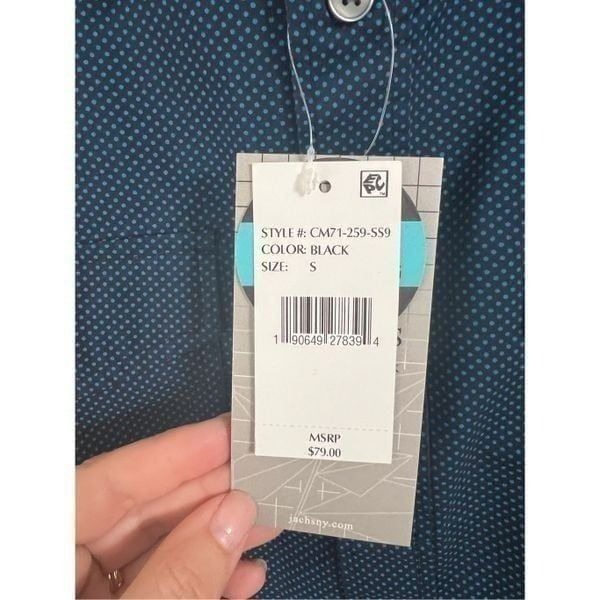 STYLE #: CM71-259-SS9
COLOR: BLACK
SIZE: S
1 90649 27839 4
MSRP
$79.00
jachsny.com